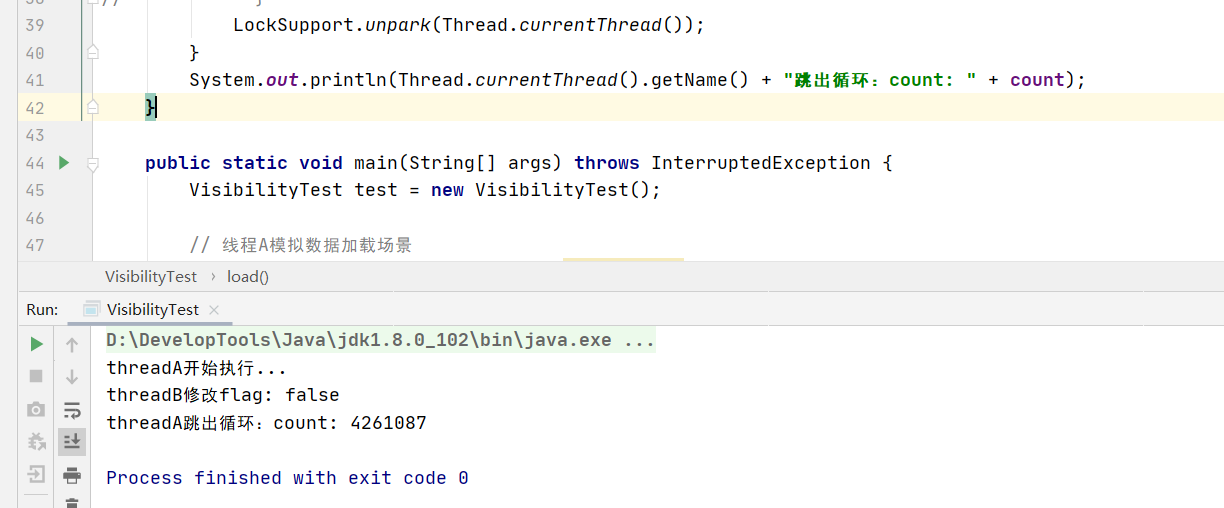 38 // }
39 LockSupport.unpark(Thread.currentThread());
40 }
41 System.out.println(Thread.currentThread().getName() + "跳出循环：count: " + count);
42 }
43
44 public static void main(String[] args) throws InterruptedException {
45 VisibilityTest test = new VisibilityTest();
46
47 // 线程A模拟数据加载场景
VisibilityTest › load()
Run: VisibilityTest ×
D:\DevelopTools\Java\jdk1.8.0_102\bin\java.exe ...
threadA开始执行...
threadB修改flag: false
threadA跳出循环：count: 4261087
Process finished with exit code 0